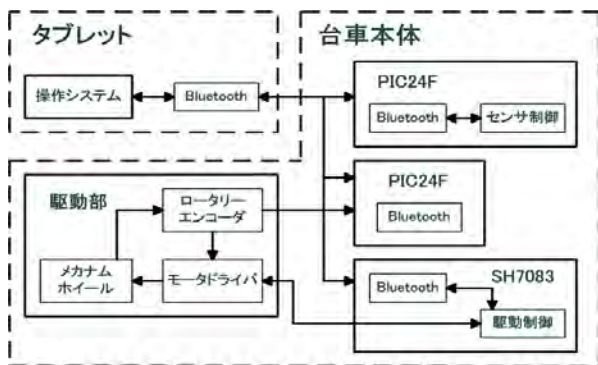 タブレット
操作システム
Bluetooth
台車本体
PIC24F
Bluetooth
センサ制御
PIC24F
Bluetooth
SH7083
Bluetooth
駆動制御
駆動部
ロータリー
エンコーダ
メカナム
ホイール
モータドライバ